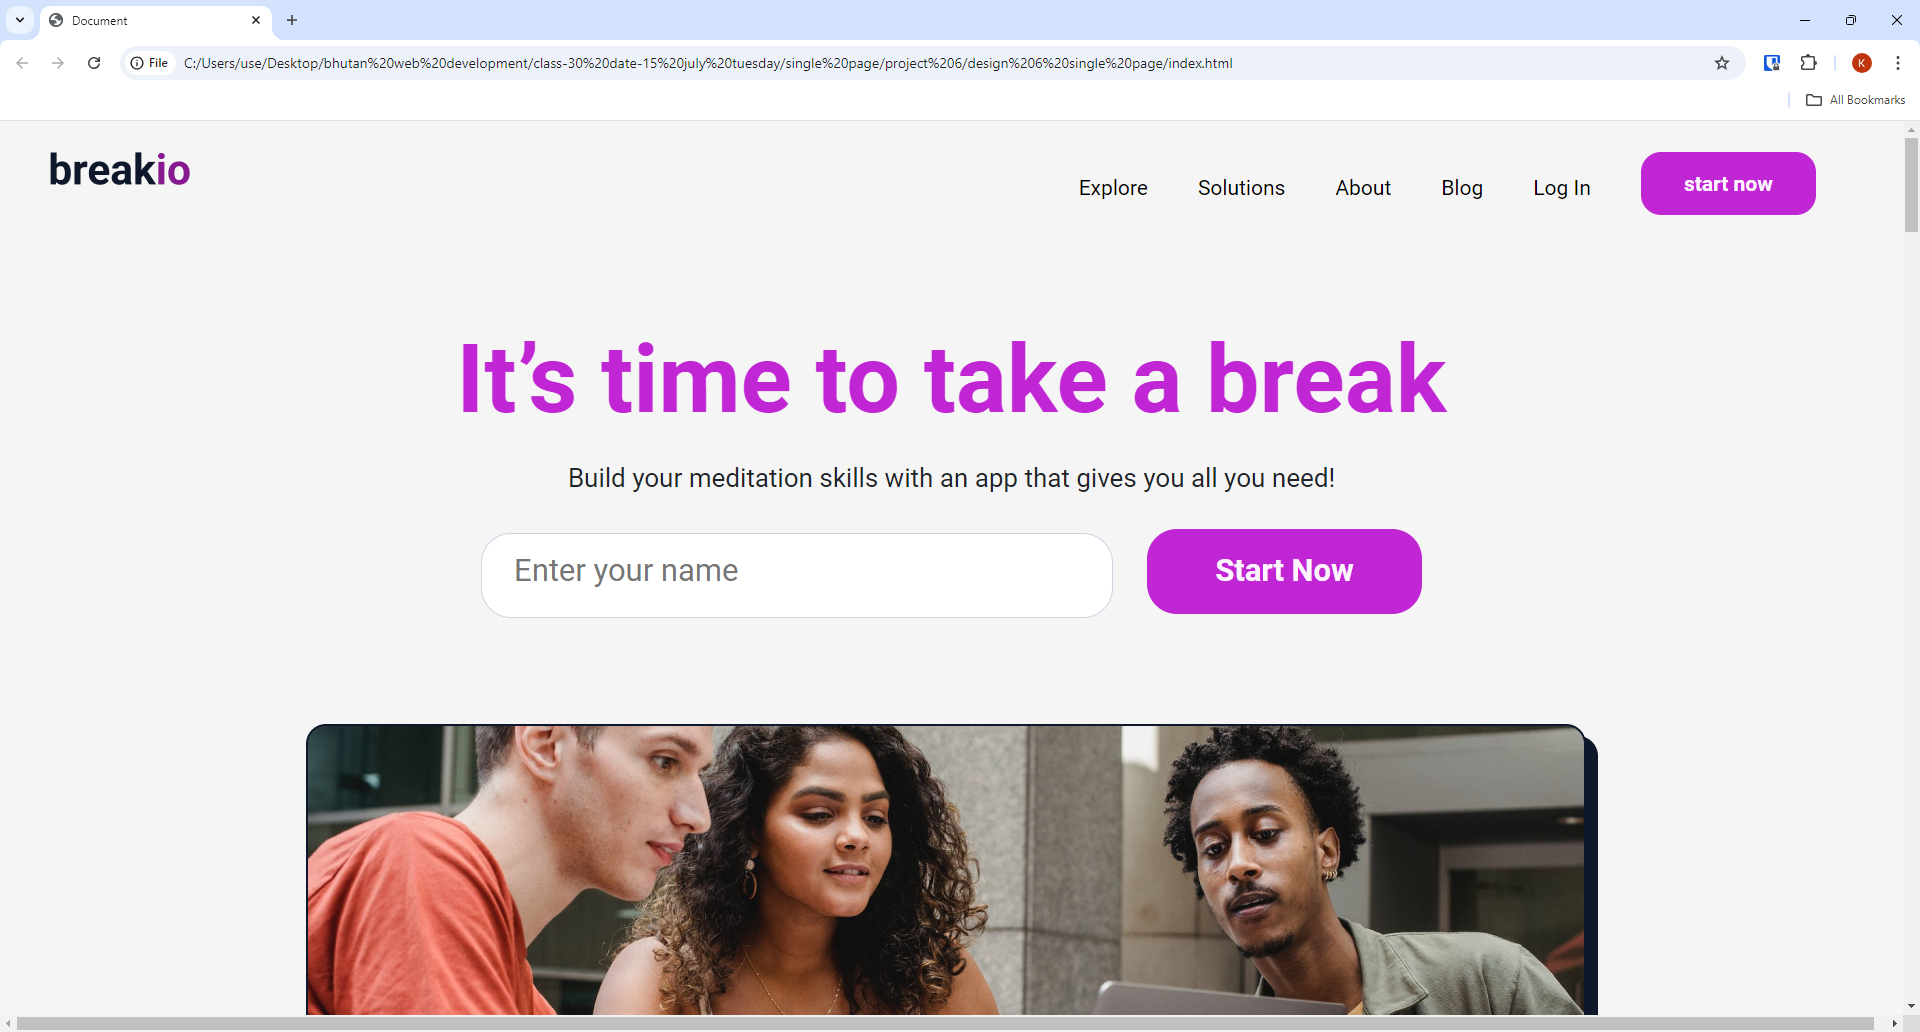 Document
File
C:/Users/use/Desktop/bhutan%20web%20development/class-30%20date-15%20july%20tuesday/single%20page/project%206/design%206%20single%20page/index.html
K
All Bookmarks
breakio
Explore Solutions About Blog Log In start now
It’s time to take a break
Build your meditation skills with an app that gives you all you need!
Enter your name Start Now